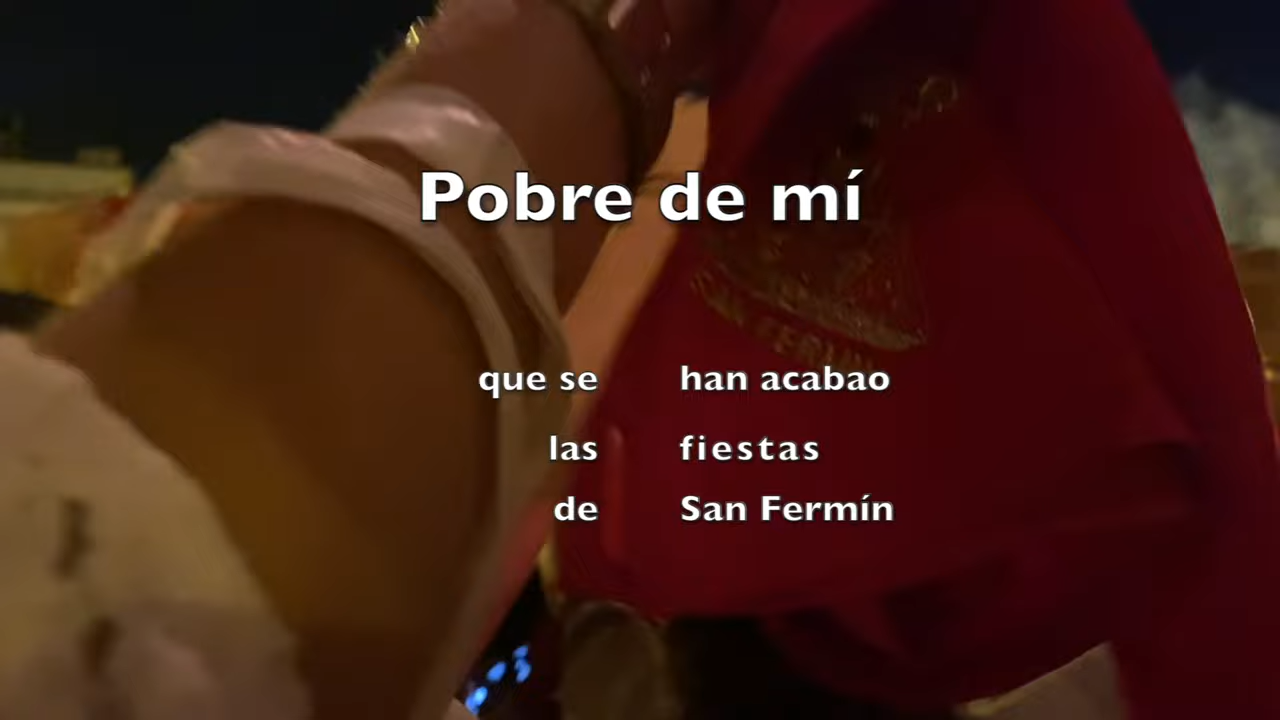 Pobre de mí
que se han acabao
las fiestas
de San Fermín